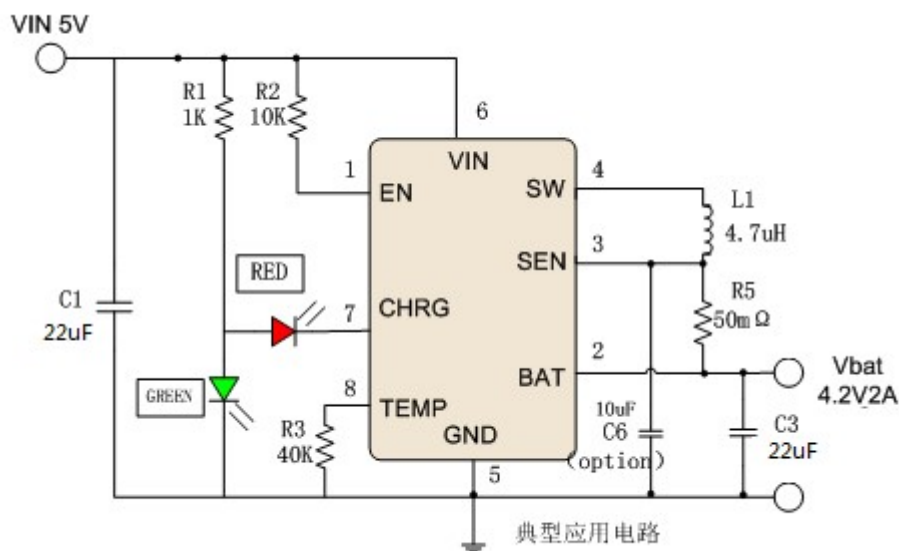 VIN 5V
R1
1K
R2
10K
6
VIN
1
EN
4
SW
L1
4.7uH
3
SEN
RED
C1
22uF
7
CHRG
R5
50mΩ
2
BAT
Vbat
4.2V2A
GREEN
8
TEMP
R3
40K
GND
5
10uF
C6
(option)
C3
22uF
典型应用电路